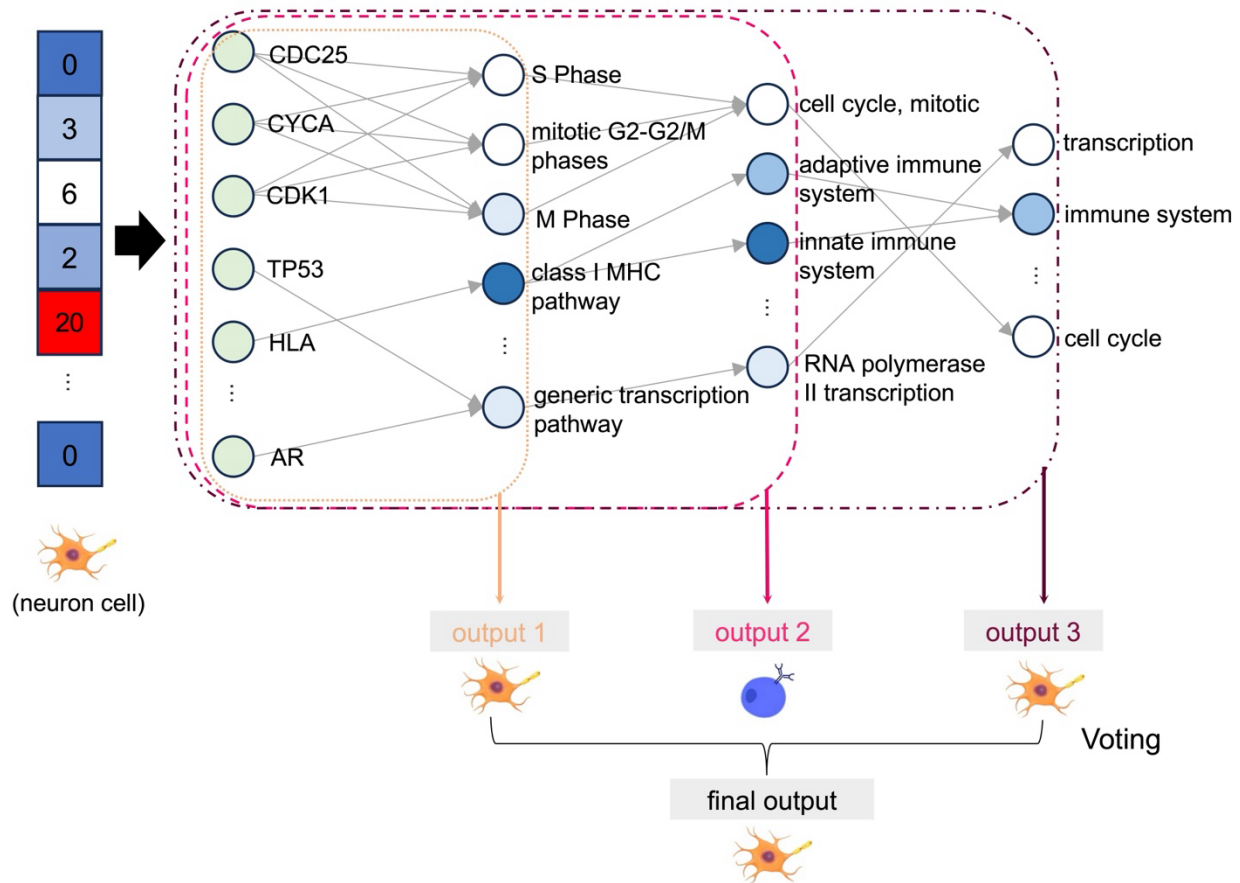 0
3
6
2
20
...
0
(neuron cell)
CDC25
CYCA
CDK1
TP53
HLA
...
AR
S Phase
mitotic G2-G2/M
phases
M Phase
class I MHC
pathway
...
generic transcription
pathway
cell cycle, mitotic
adaptive immune
system
innate immune
system
...
RNA polymerase
II transcription
transcription
immune system
...
cell cycle
output 1
output 2
output 3
Voting
final output